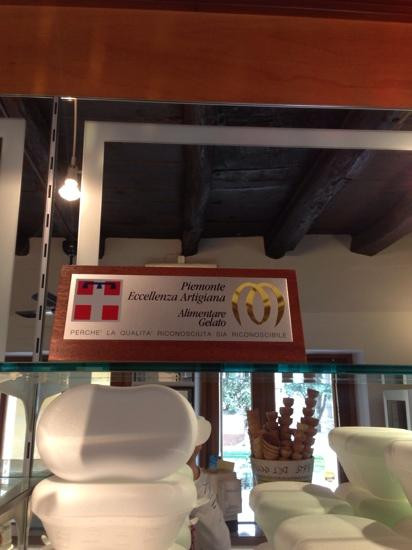 Piemonte
Eccellenza Artigiana
Alimentare
Gelato
PERCHE' LA QUALITA' RICONOSCIUTA SIA RICONOSCIBILE